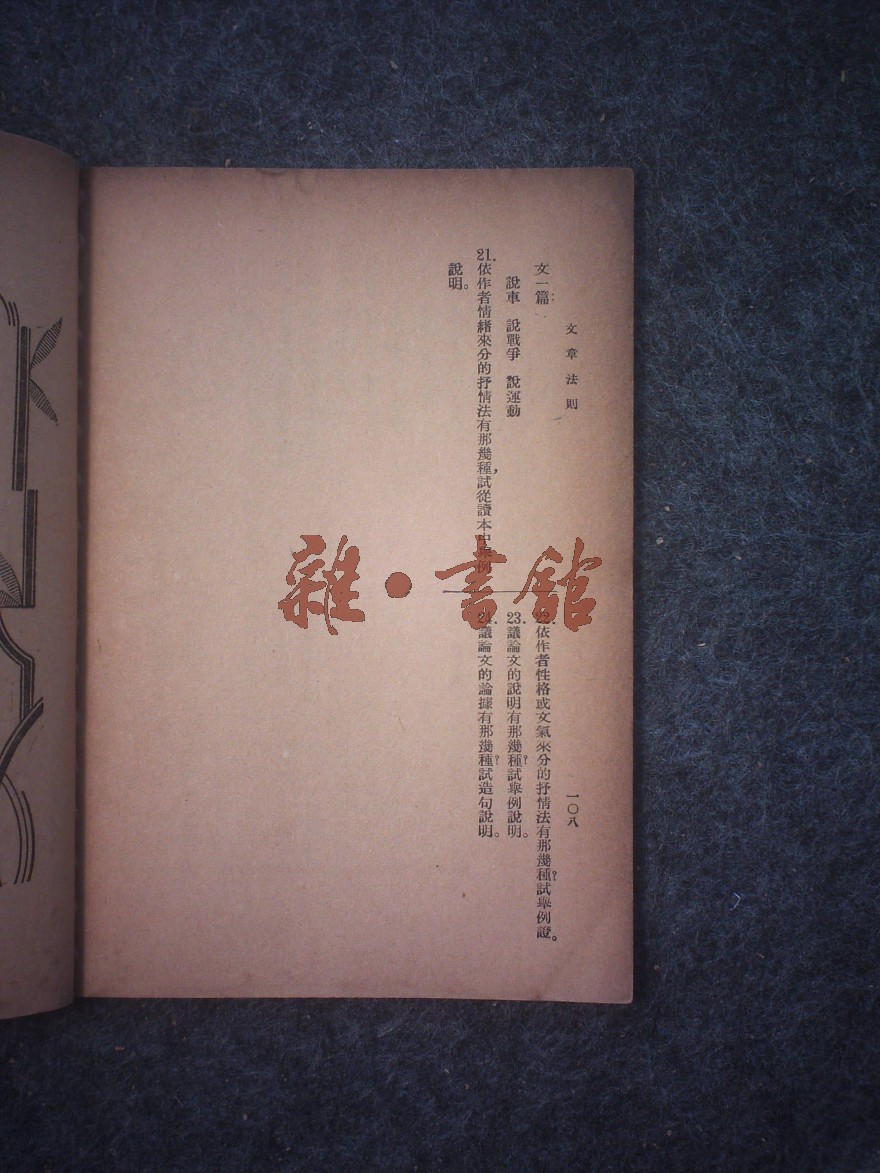 文章法則
一〇八
文一篇：
說車　說戰爭　說運動
21.依作者情緒來分的抒情法有那幾種，試從讀本中舉例
說明。
22.依作者性格或文氣來分的抒情法有那幾種？試舉例證。
23.議論文的說明有那幾種？試舉例說明。
24.議論文的論據有那幾種？試造句說明。
雜•書館